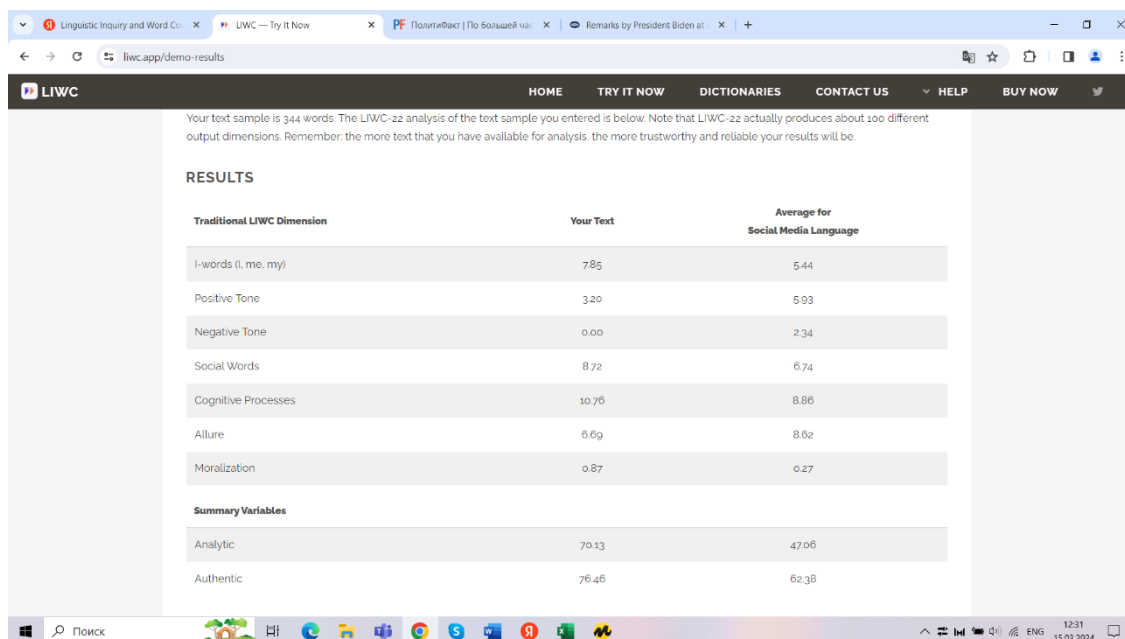 Linguistic Inquiry and Word Co
LIWC — Try It Now
ПолитиФакт | По большей час
Remarks by President Biden at
liwc.app/demo-results
LIWC
HOME TRY IT NOW DICTIONARIES CONTACT US HELP BUY NOW
Your text sample is 344 words. The LIWC-22 analysis of the text sample you entered is below. Note that LIWC-22 actually produces about 100 different
output dimensions. Remember: the more text that you have available for analysis, the more trustworthy and reliable your results will be.
RESULTS
Traditional LIWC Dimension Your Text Average for
Social Media Language
I-words (I, me, my) 7.85 5.44
Positive Tone 3.20 5.93
Negative Tone 0.00 2.34
Social Words 8.72 6.74
Cognitive Processes 10.76 8.86
Allure 6.69 8.62
Moralization 0.87 0.27
Summary Variables
Analytic 70.13 47.06
Authentic 76.46 62.38
Поиск
ENG
12:31
15.03.2024